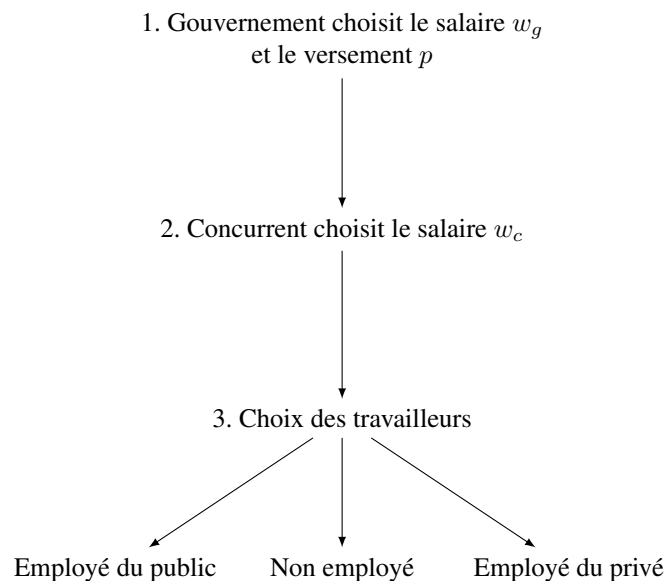 1. Gouvernement choisit le salaire w_g
et le versement p
2. Concurrent choisit le salaire w_c
3. Choix des travailleurs
Employé du public Non employé Employé du privé